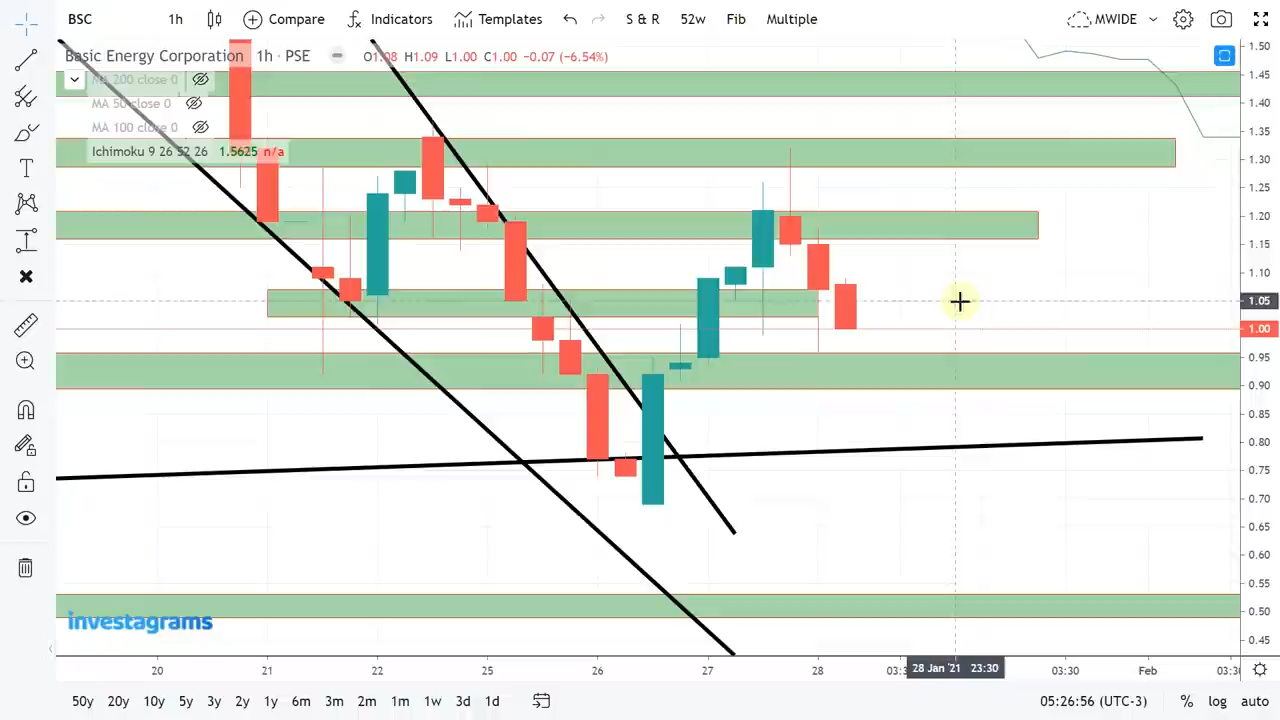 BSC 1h Compare Indicators Templates S & R 52w Fib Multiple MWIDE
Basic Energy Corporation 1h · PSE O1.08 H1.09 L1.00 C1.00 −0.07 (−6.54%)
MA 200 close 0
MA 50 close 0
MA 100 close 0
Ichimoku 9 26 52 26 1.5625 n/a
1.50
1.45
1.40
1.35
1.30
1.25
1.20
1.15
1.10
1.05
1.00
0.95
0.90
0.85
0.80
0.75
0.70
0.65
0.60
0.55
0.50
0.45
investagrams
20 21 22 25 26 27 28 28 Jan '21 23:30 03:30 Feb
50y 20y 10y 5y 3y 2y 1y 6m 3m 2m 1m 1w 3d 1d 05:26:56 (UTC-3) % log auto